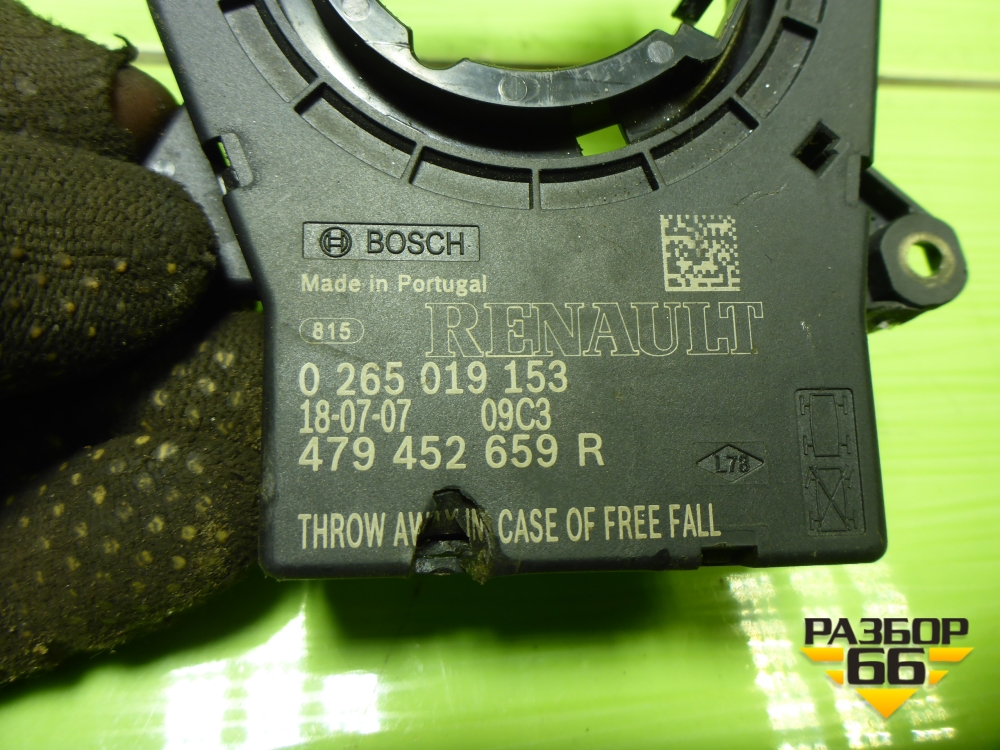 BOSCH
Made in Portugal
815
RENAULT
0 265 019 153
18-07-07 09C3
479 452 659 R
L78
THROW AWAY IN CASE OF FREE FALL
РАЗБОР
66